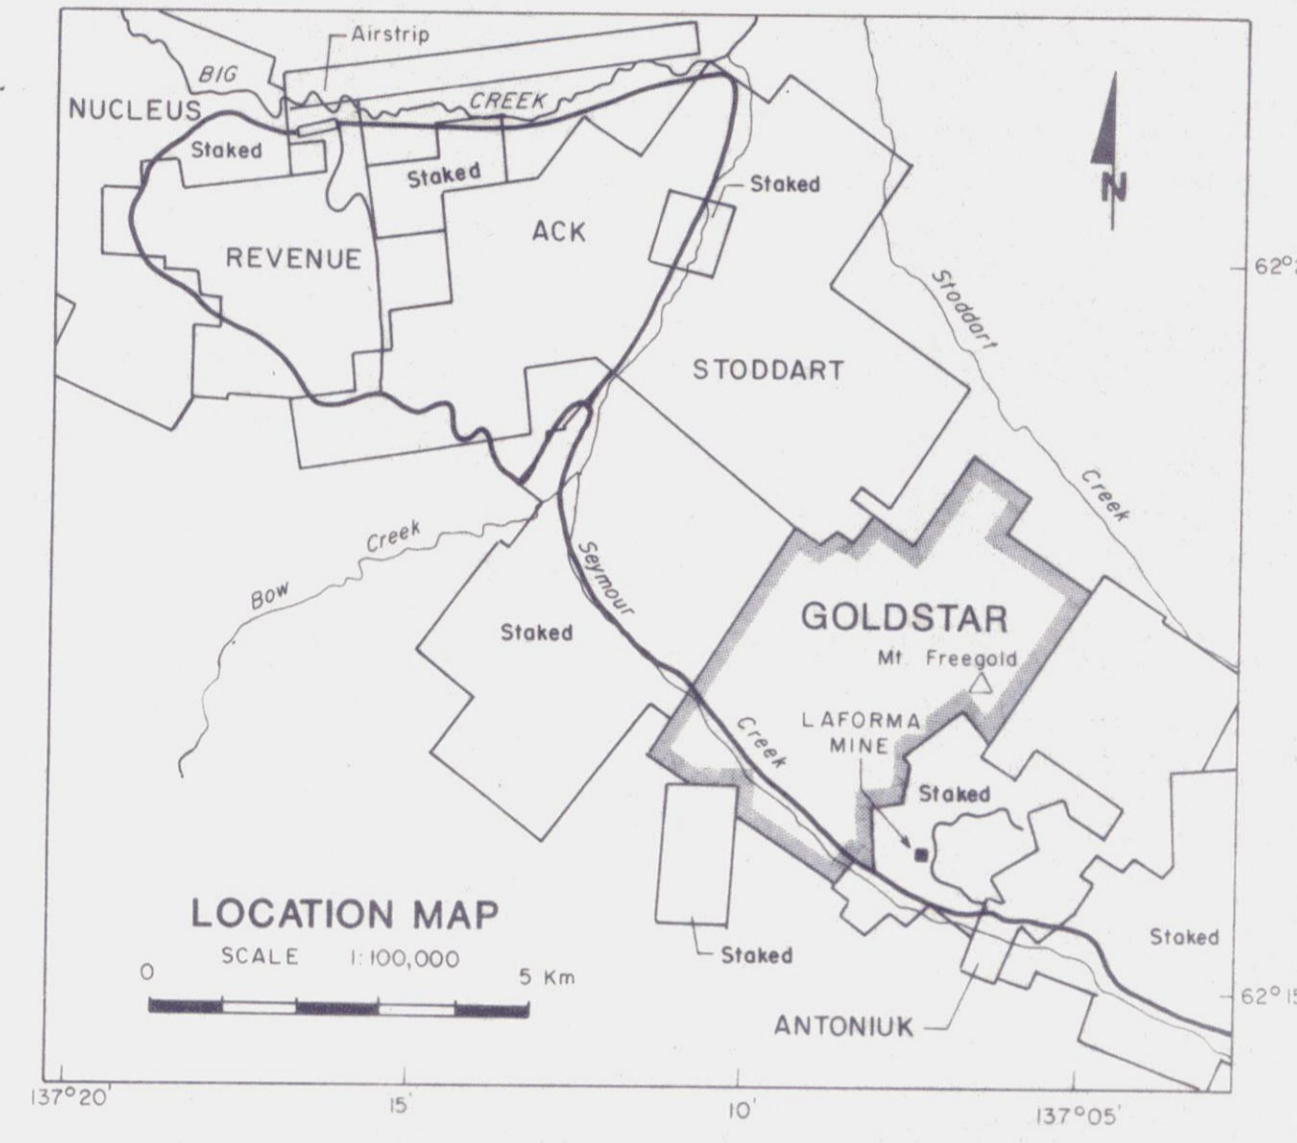 Airstrip
BIG
NUCLEUS
CREEK
Staked
Staked
Staked
N
ACK
REVENUE
62°
Stoddart
STODDART
Creek
Creek
Seymour
Bow
GOLDSTAR
Staked
Mt. Freegold
LAFORMA
MINE
Creek
Staked
LOCATION MAP
SCALE 1:100,000
0
5 Km
Staked
Staked
ANTONIUK
62°15
137°20'
15'
10'
137°05'